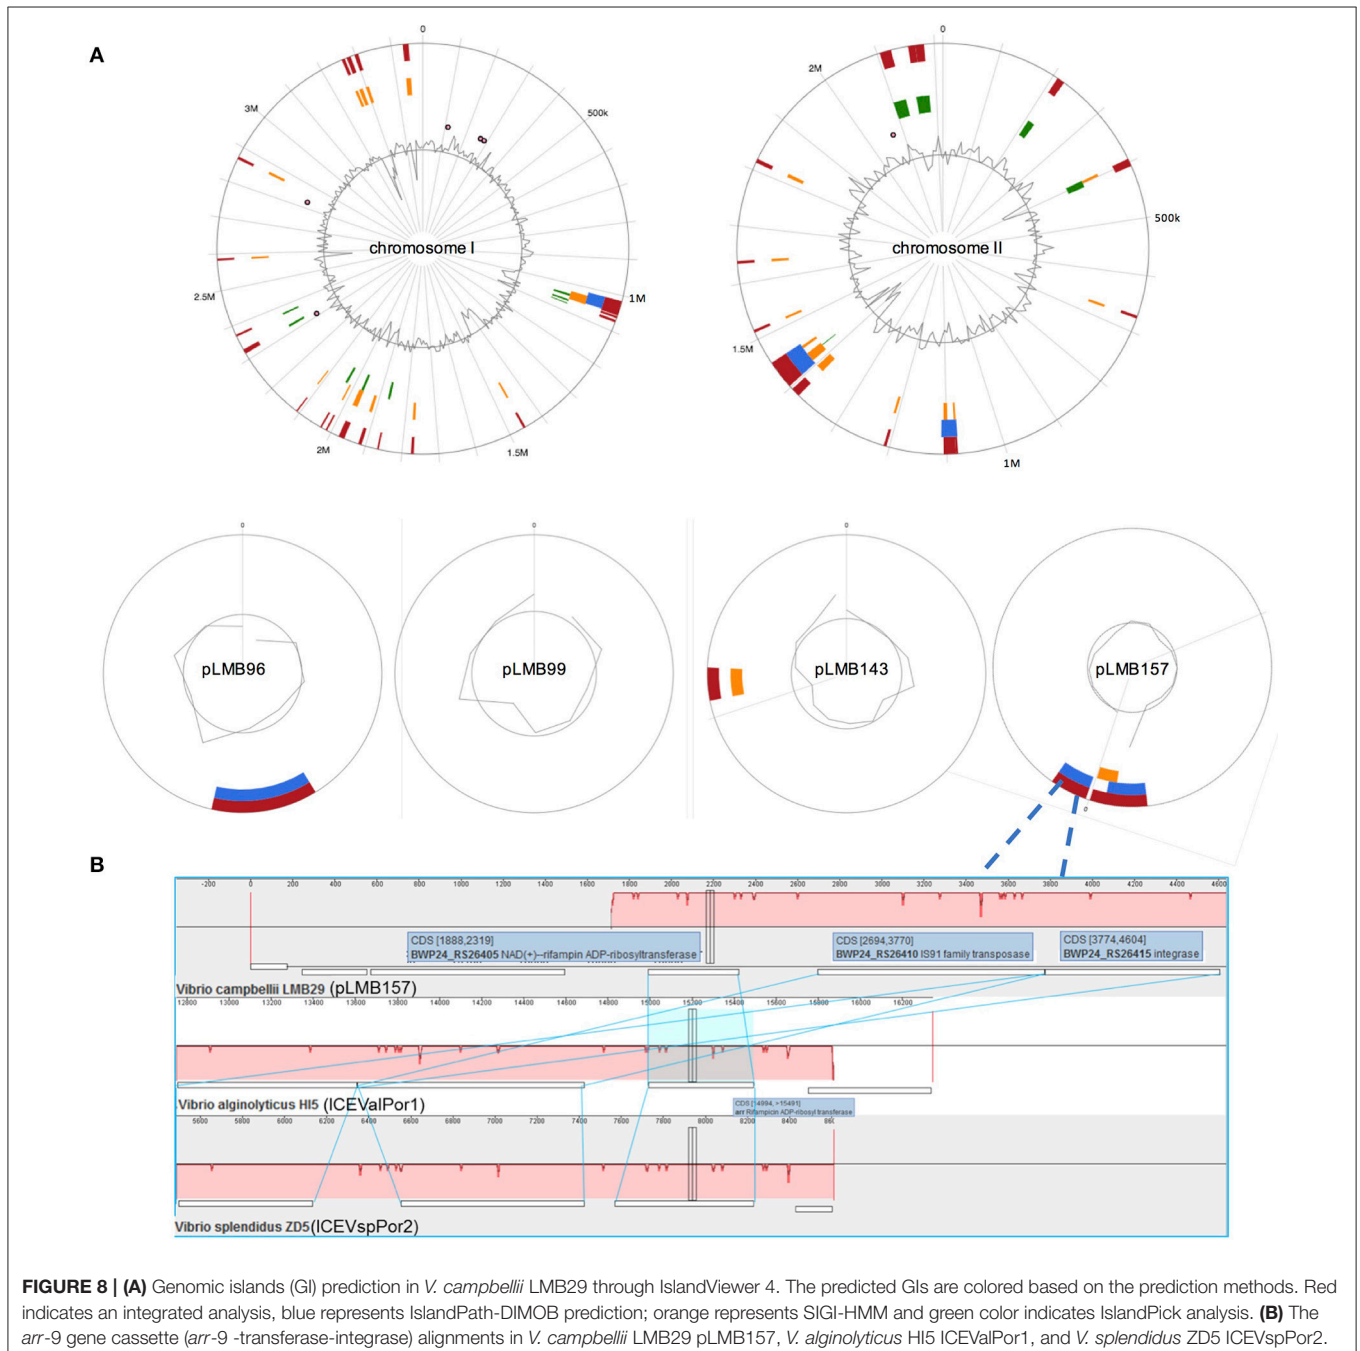 A
0
500k
1M
1.5M
2M
2.5M
3M
chromosome I
0
500k
1M
1.5M
2M
chromosome II
0
pLMB96
0
pLMB99
0
pLMB143
pLMB157
0
B
-200 0 200 400 600 800 1000 1200 1400 1600 1800 2000 2200 2400 2600 2800 3000 3200 3400 3600 3800 4000 4200 4400 4600
CDS [1888,2319]
BWP24_RS26405 NAD(+)--rifampin ADP-ribosyltransferase
CDS [2694,3770]
BWP24_RS26410 IS91 family transposase
CDS [3774,4604]
BWP24_RS26415 integrase
Vibrio campbellii LMB29 (pLMB157)
12800 13000 13200 13400 13600 13800 14000 14200 14400 14600 14800 15000 15200 15400 15600 15800 16000 16200
Vibrio alginolyticus HI5 (ICEValPor1)
CDS [14994, >15491]
arr Rifampicin ADP-ribosyl transferase
5600 5800 6000 6200 6400 6600 6800 7000 7200 7400 7600 7800 8000 8200 8400
Vibrio splendidus ZD5(ICEVspPor2)
FIGURE 8 | (A) Genomic islands (GI) prediction in V. campbellii LMB29 through IslandViewer 4. The predicted GIs are colored based on the prediction methods. Red
indicates an integrated analysis, blue represents IslandPath-DIMOB prediction; orange represents SIGI-HMM and green color indicates IslandPick analysis. (B) The
arr-9 gene cassette (arr-9 -transferase-integrase) alignments in V. campbellii LMB29 pLMB157, V. alginolyticus HI5 ICEValPor1, and V. splendidus ZD5 ICEVspPor2.